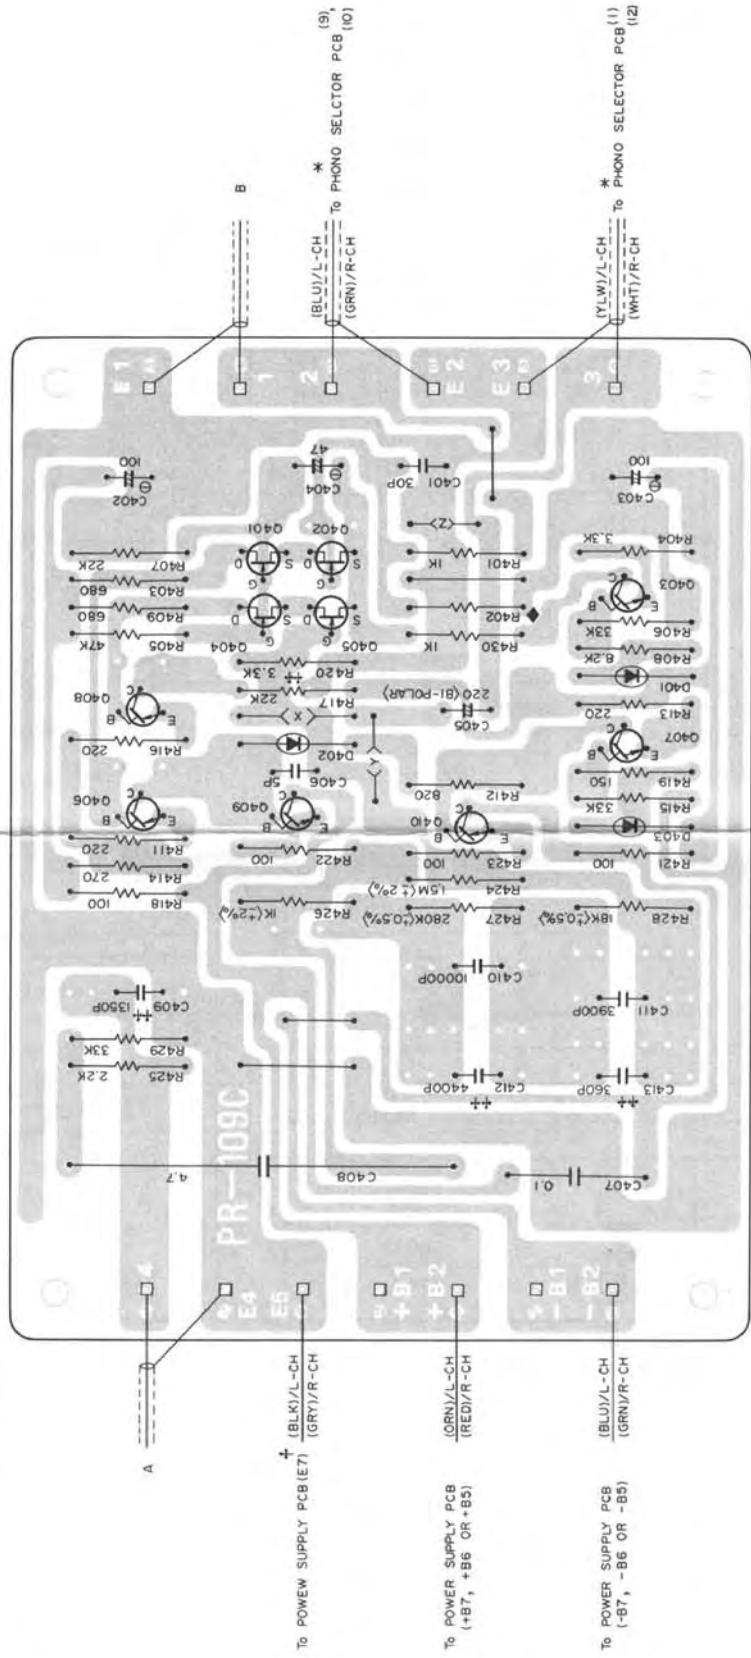 A
To POWEW SUPPLY PCB(E7)
‡ (BLK)/L-CH
(GRY)/R-CH
To POWER SUPPLY PCB
(+B7, +B6 OR +B5)
(ORN)/L-CH
(RED)/R-CH
To POWER SUPPLY PCB
(-B7, -B6 OR -B5)
(BLU)/L-CH
(GRN)/R-CH
4
E4
E5
+B1
+B2
-B1
-B2
PR-109C
4.7
C408
0.1
C407
2.2K
R425
33K
R429
1350P
C409
‡
4400P
C412
‡
360P
C413
‡
10000P
C410
3900P
C411
100
R418
270
R414
220
R411
B C E
Q406
220
R416
B C E
Q408
47K
R405
680
R409
680
R403
22K
R407
100
C402
1K(±2%)
R426
100
R422
B C E
Q409
5P
C406
D402
<X>
22K
R417
‡
3.3K
R420
D G S
Q404
D G S
Q405
D G S
Q401
D G S
Q402
47
C404
<Y>
280K(±0.5%)
R427
1.5M(±2%)
R424
100
R423
B C E
Q410
820
R412
220(BI-POLAR)
C405
1K
R430
R402
◆
1K
R401
<Z>
30P
C401
18K(±0.5%)
R428
100
R421
D403
33K
R415
150
R419
B C E
Q407
220
R413
D401
8.2K
R408
33K
R406
B C E
Q403
3.3K
R404
100
C403
E1
1
2
E2
E3
3
B
(BLU)/L-CH
(GRN)/R-CH
*
To PHONO SELCTOR PCB (9),
(10)
(YLW)/L-CH
(WHT)/R-CH
*
To PHONO SELECTOR PCB (1)
(12)